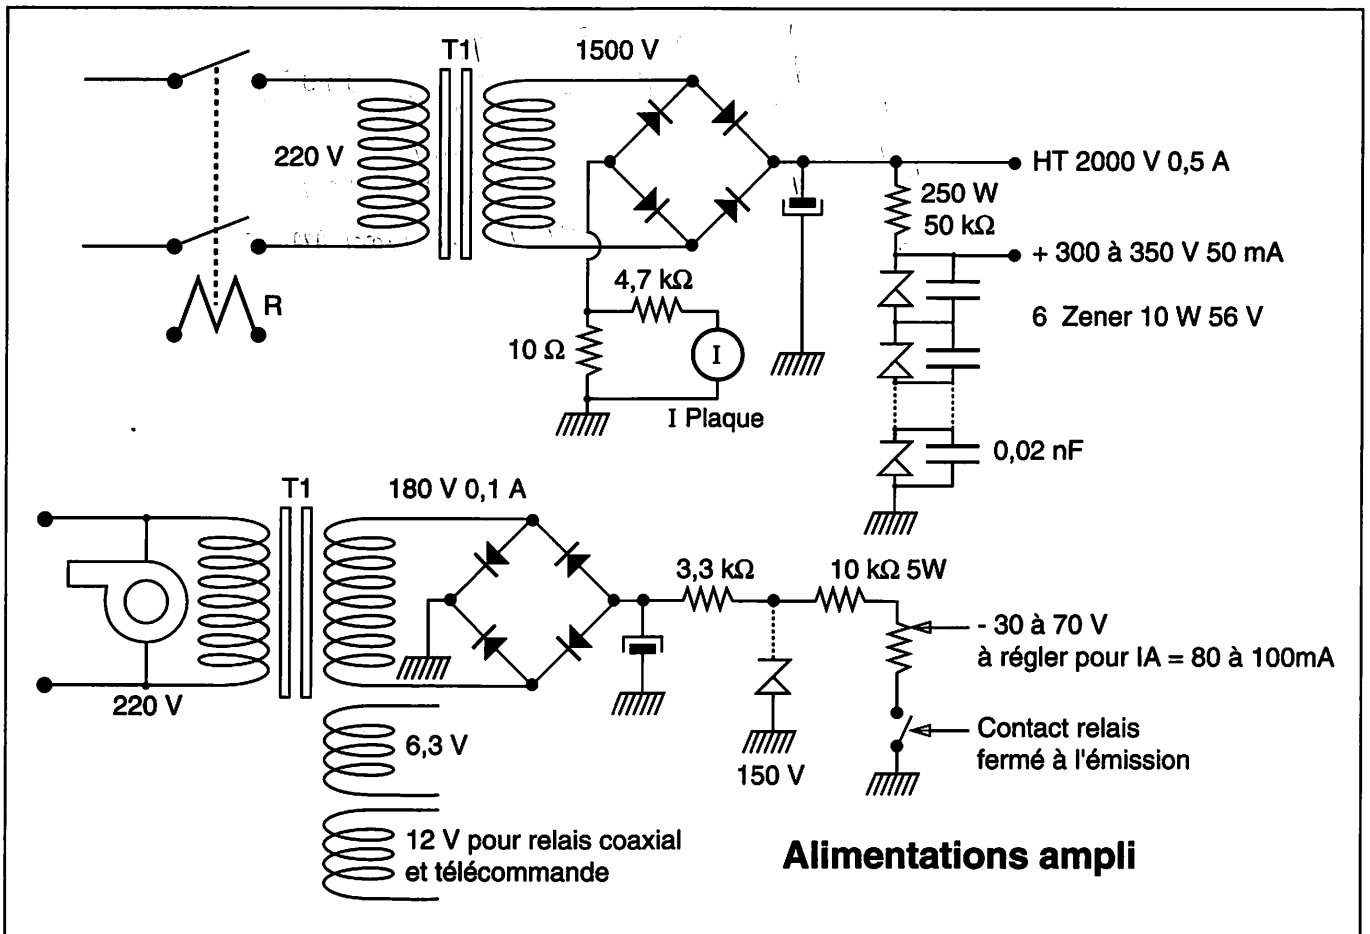 T1
1500 V
220 V
HT 2000 V 0,5 A
250 W
50 kΩ
+ 300 à 350 V 50 mA
R
4,7 kΩ
6 Zener 10 W 56 V
10 Ω
I
I Plaque
0,02 nF
T1
180 V 0,1 A
3,3 kΩ
10 kΩ 5W
- 30 à 70 V
à régler pour IA = 80 à 100mA
220 V
6,3 V
150 V
Contact relais
fermé à l'émission
12 V pour relais coaxial
et télécommande
Alimentations ampli